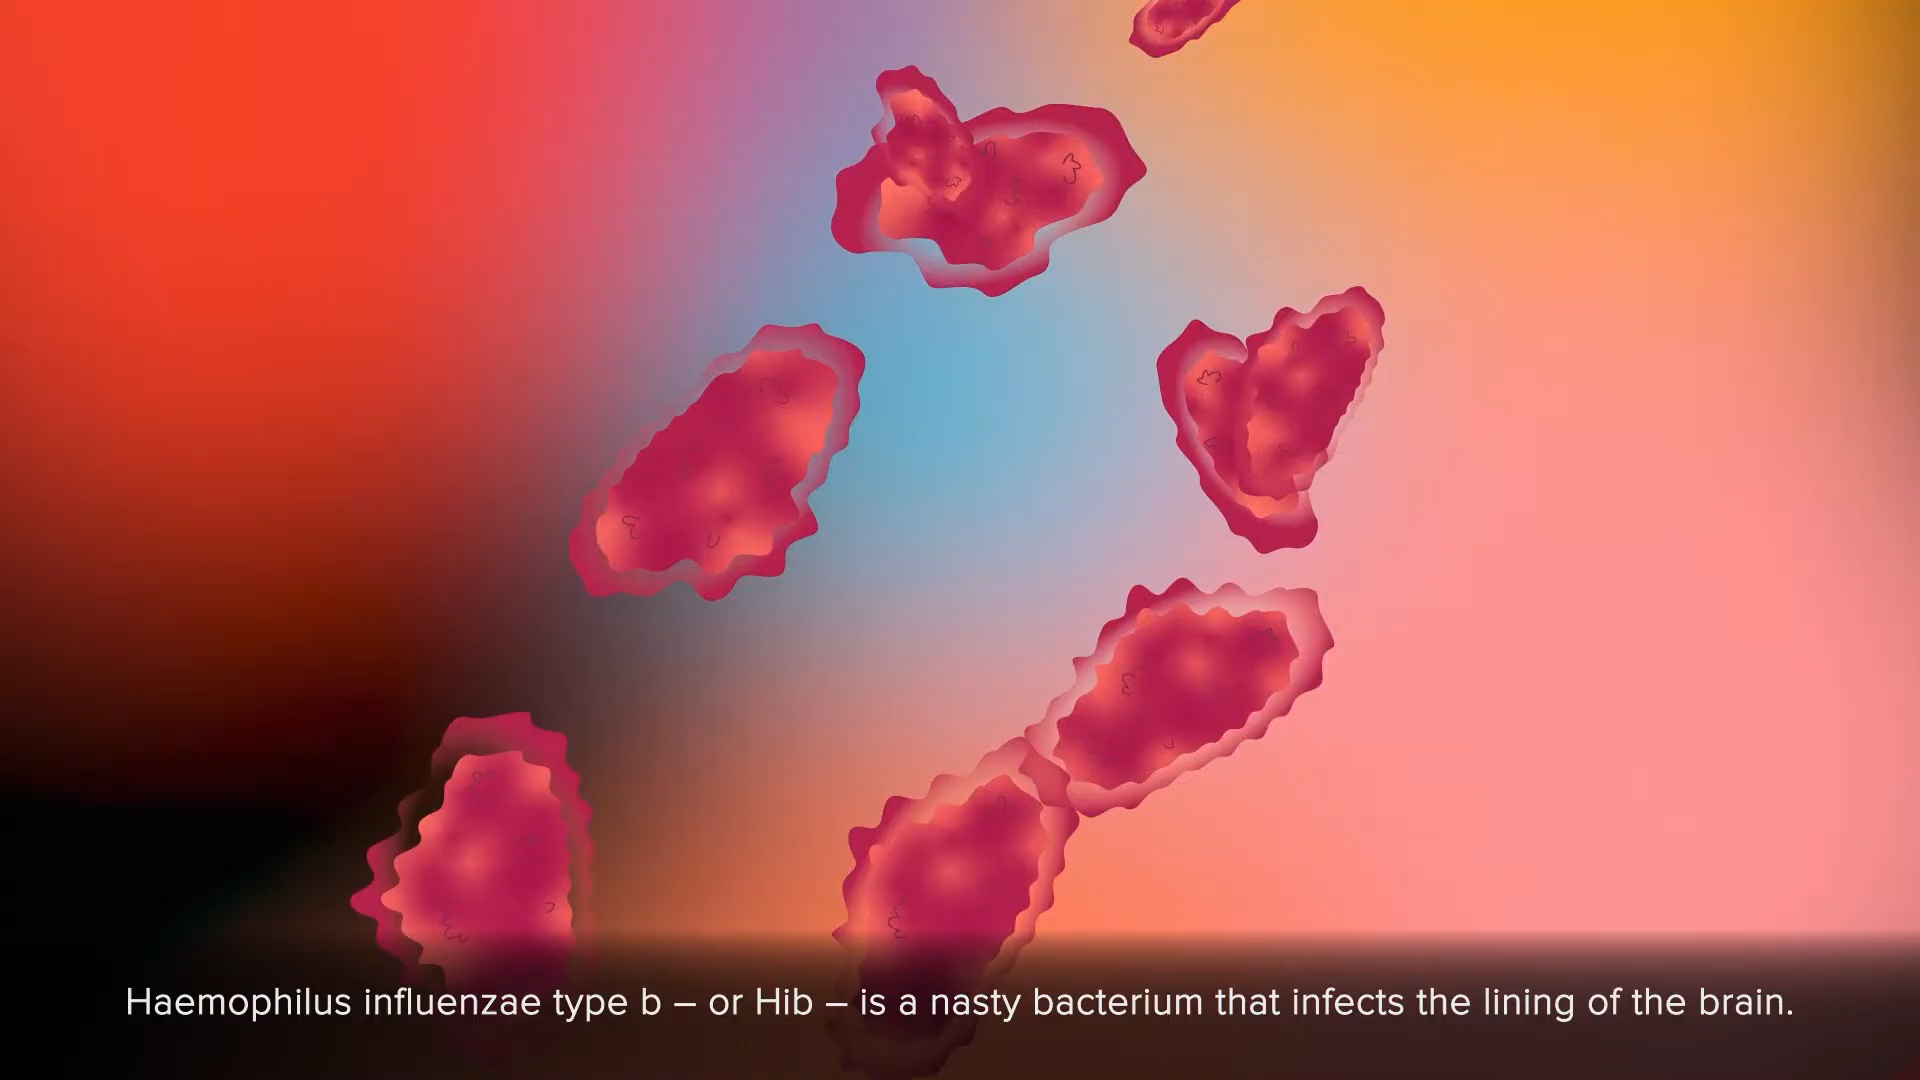 Haemophilus influenzae type b – or Hib – is a nasty bacterium that infects the lining of the brain.